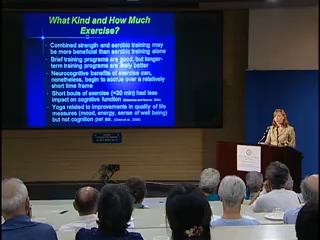 What Kind and How Much
Exercise?
• Combined strength and aerobic training may
be more beneficial than aerobic training alone
• Brief training programs are good, but longer-
term training programs are likely better
• Neurocognitive benefits of exercise can,
nonetheless, begin to accrue over a relatively
short time frame
• Short bouts of exercise (<30 min) had less
impact on cognitive function
• Yoga related to improvements in quality of life
measures (mood, energy, sense of well being)
but not cognition per se.